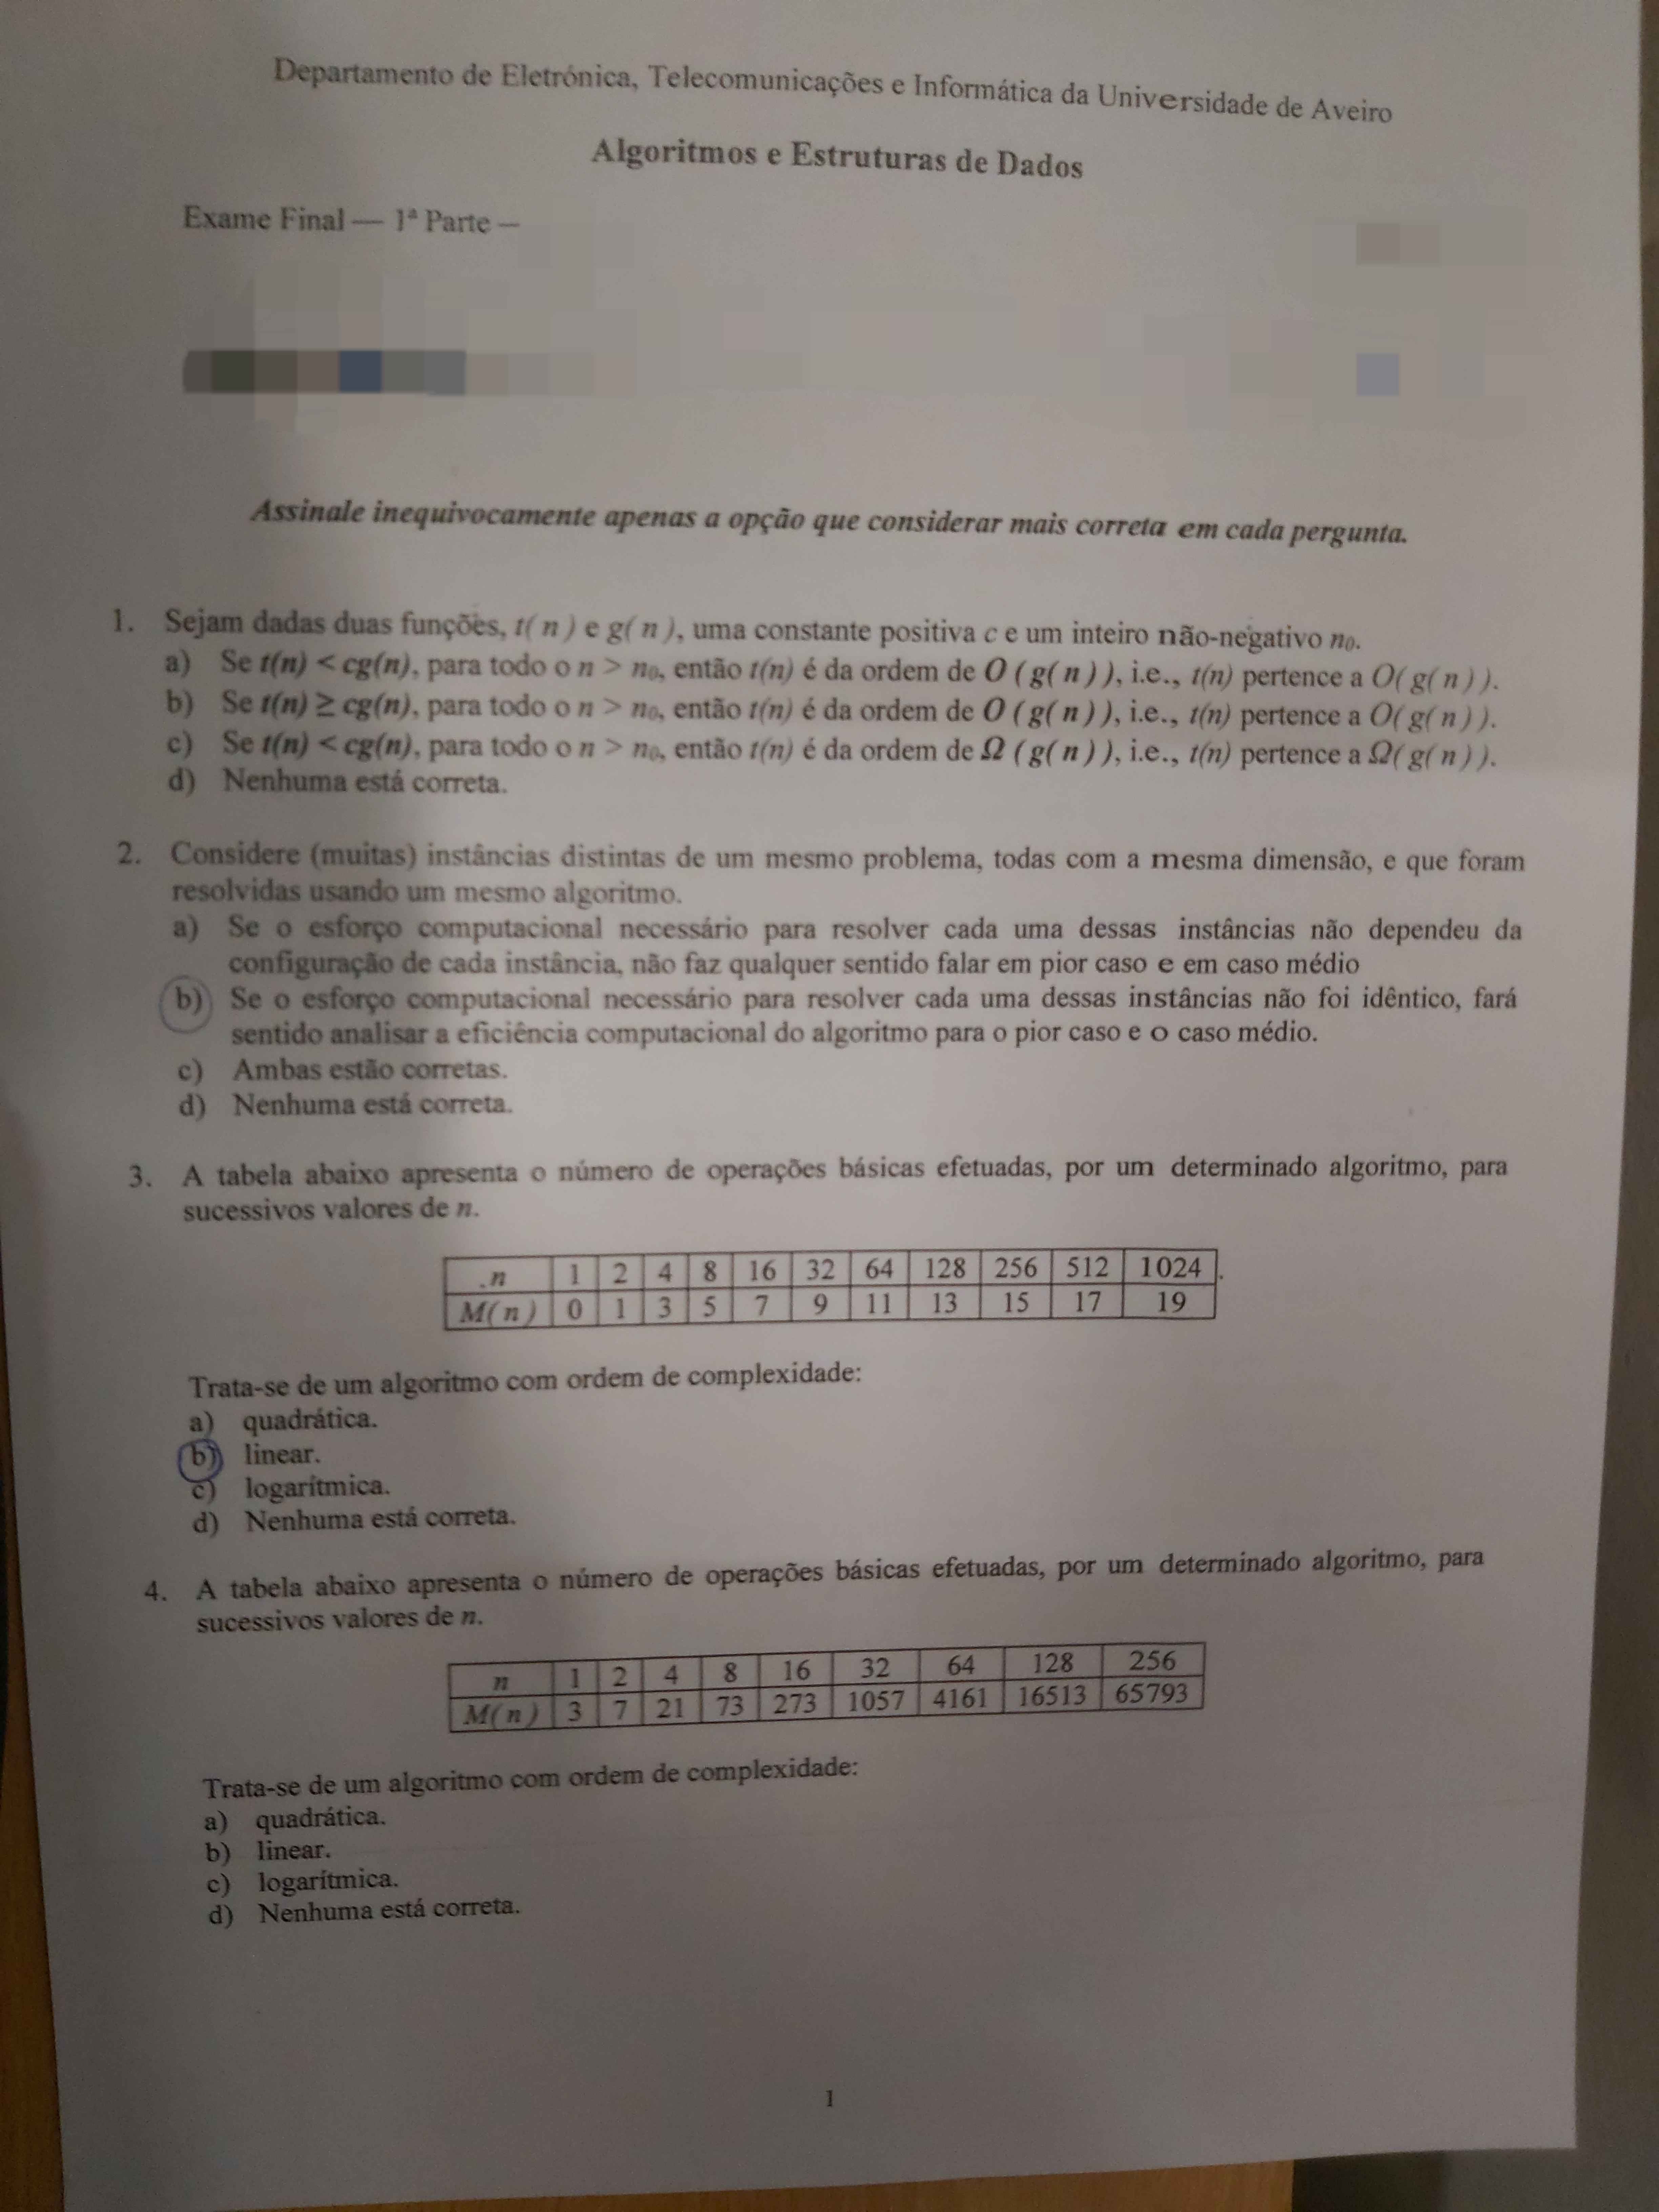 Departamento de Eletrónica, Telecomunicações e Informática da Universidade de Aveiro
Algoritmos e Estruturas de Dados
Exame Final — 1ª Parte –
Assinale inequivocamente apenas a opção que considerar mais correta em cada pergunta.
1. Sejam dadas duas funções, t( n ) e g( n ), uma constante positiva c e um inteiro não-negativo n₀.
a) Se t(n) < cg(n), para todo o n > n₀, então t(n) é da ordem de O ( g( n ) ), i.e., t(n) pertence a O( g( n ) ).
b) Se t(n) ≥ cg(n), para todo o n > n₀, então t(n) é da ordem de O ( g( n ) ), i.e., t(n) pertence a O( g( n ) ).
c) Se t(n) < cg(n), para todo o n > n₀, então t(n) é da ordem de Ω ( g( n ) ), i.e., t(n) pertence a Ω( g( n ) ).
d) Nenhuma está correta.
2. Considere (muitas) instâncias distintas de um mesmo problema, todas com a mesma dimensão, e que foram
resolvidas usando um mesmo algoritmo.
a) Se o esforço computacional necessário para resolver cada uma dessas instâncias não dependeu da
configuração de cada instância, não faz qualquer sentido falar em pior caso e em caso médio
b) Se o esforço computacional necessário para resolver cada uma dessas instâncias não foi idêntico, fará
sentido analisar a eficiência computacional do algoritmo para o pior caso e o caso médio.
c) Ambas estão corretas.
d) Nenhuma está correta.
3. A tabela abaixo apresenta o número de operações básicas efetuadas, por um determinado algoritmo, para
sucessivos valores de n.
n 1 2 4 8 16 32 64 128 256 512 1024
M( n ) 0 1 3 5 7 9 11 13 15 17 19
Trata-se de um algoritmo com ordem de complexidade:
a) quadrática.
b) linear.
c) logarítmica.
d) Nenhuma está correta.
4. A tabela abaixo apresenta o número de operações básicas efetuadas, por um determinado algoritmo, para
sucessivos valores de n.
n 1 2 4 8 16 32 64 128 256
M( n ) 3 7 21 73 273 1057 4161 16513 65793
Trata-se de um algoritmo com ordem de complexidade:
a) quadrática.
b) linear.
c) logarítmica.
d) Nenhuma está correta.
1